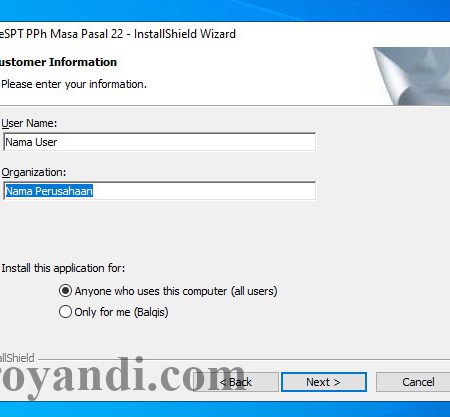 eSPT PPh Masa Pasal 22 - InstallShield Wizard
ustomer Information
Please enter your information.
User Name:
Nama User
Organization:
Nama Perusahaan
Install this application for:
Anyone who uses this computer (all users)
Only for me (Balqis)
allShield
royandi.com
< Back
Next >
Cancel